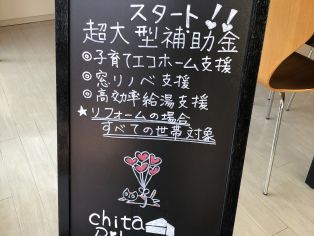 スタート!!
超大型補助金
◎子育てエコホーム支援
◎窓リノベ支援
◎高効率給湯支援
★リフォームの場合
すべての世帯対象
chita